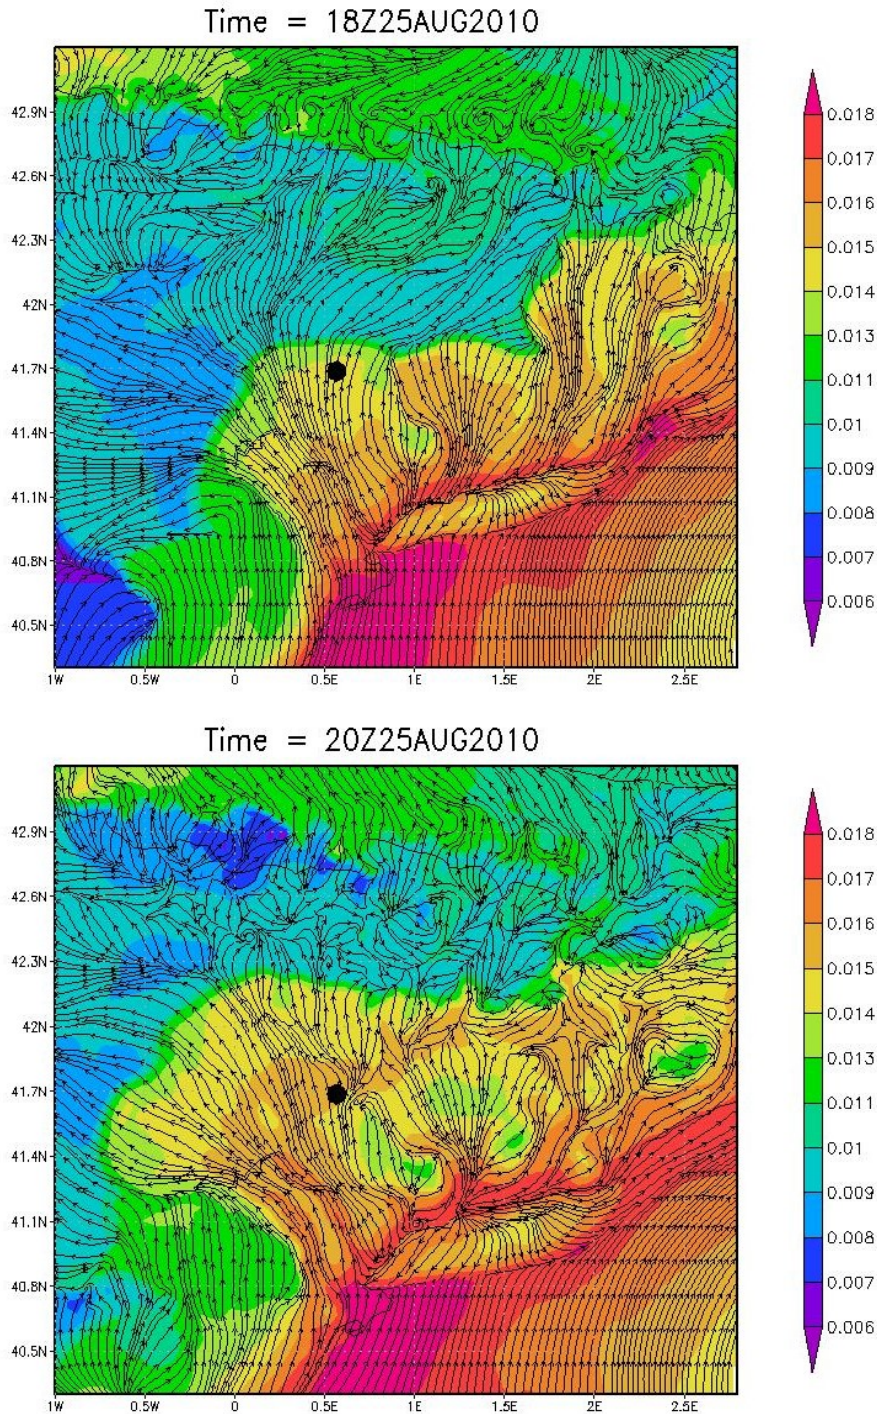 Time = 18Z25AUG2010
42.9N
42.6N
42.3N
42N
41.7N
41.4N
41.1N
40.8N
40.5N
1W 0.5W 0 0.5E 1E 1.5E 2E 2.5E
0.018
0.017
0.016
0.015
0.014
0.013
0.011
0.01
0.009
0.008
0.007
0.006
Time = 20Z25AUG2010
42.9N
42.6N
42.3N
42N
41.7N
41.4N
41.1N
40.8N
40.5N
1W 0.5W 0 0.5E 1E 1.5E 2E 2.5E
0.018
0.017
0.016
0.015
0.014
0.013
0.011
0.01
0.009
0.008
0.007
0.006